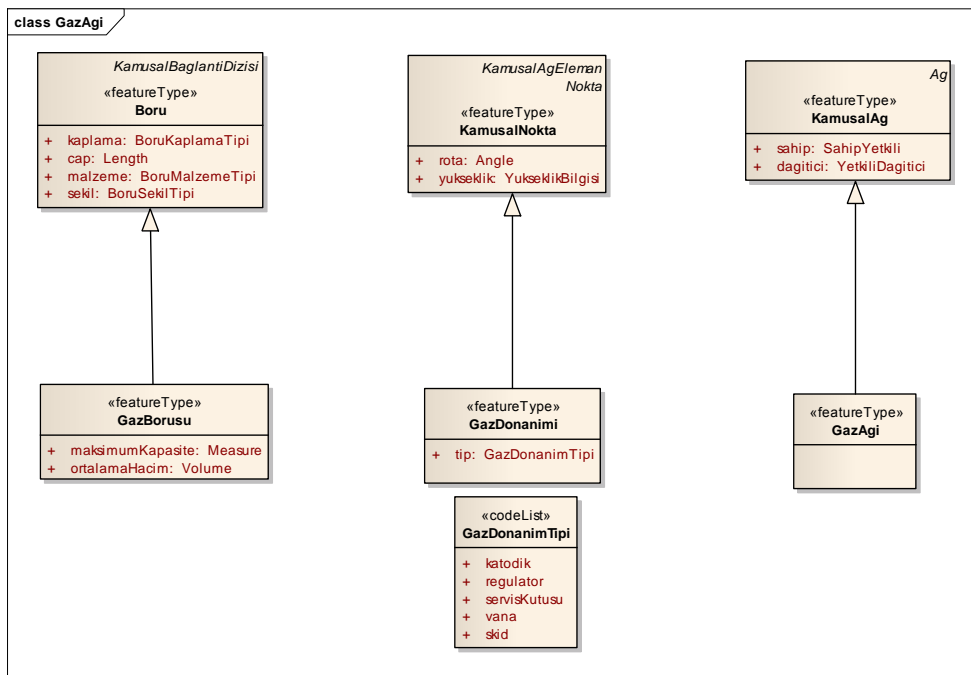 class GazAgi
KamusalBaglantiDizisi
«featureType»
Boru
+ kaplama: BoruKaplamaTipi
+ cap: Length
+ malzeme: BoruMalzemeTipi
+ sekil: BoruSekilTipi
KamusalAgEleman
Nokta
«featureType»
KamusalNokta
+ rota: Angle
+ yukseklik: YukseklikBilgisi
Ag
«featureType»
KamusalAg
+ sahip: SahipYetkili
+ dagitici: YetkiliDagitici
«featureType»
GazBorusu
+ maksimumKapasite: Measure
+ ortalamaHacim: Volume
«featureType»
GazDonanimi
+ tip: GazDonanimTipi
«featureType»
GazAgi
«codeList»
GazDonanimTipi
+ katodik
+ regulator
+ servisKutusu
+ vana
+ skid